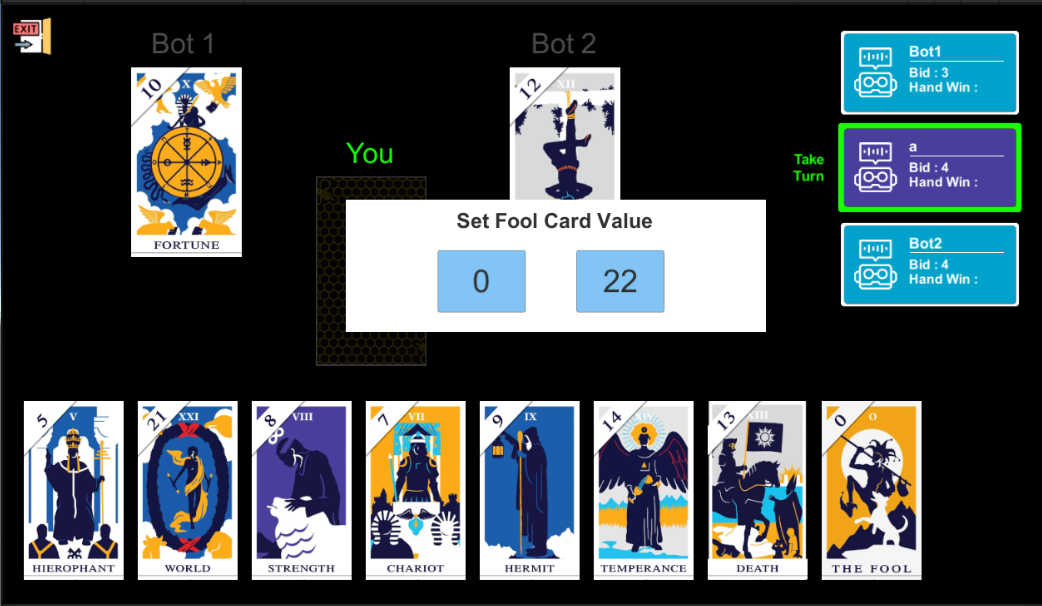 EXIT
Bot 1
Bot 2
10
X
FORTUNE
12
XII
You
Set Fool Card Value
0
22
Bot1
Bid : 3
Hand Win :
Take
Turn
a
Bid : 4
Hand Win :
Bot2
Bid : 4
Hand Win :
5
V
HIEROPHANT
21
XXI
WORLD
8
VIII
STRENGTH
7
VII
CHARIOT
9
IX
HERMIT
14
XIV
TEMPERANCE
13
XIII
DEATH
0
O
THE FOOL